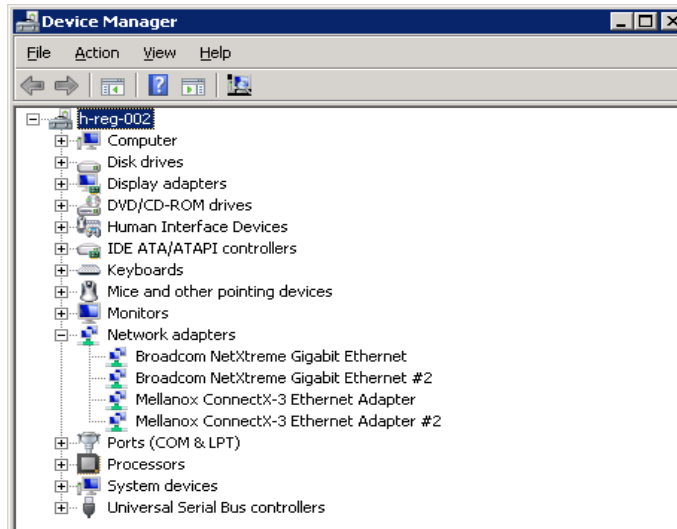 Device Manager
File Action View Help
h-reg-002
Computer
Disk drives
Display adapters
DVD/CD-ROM drives
Human Interface Devices
IDE ATA/ATAPI controllers
Keyboards
Mice and other pointing devices
Monitors
Network adapters
Broadcom NetXtreme Gigabit Ethernet
Broadcom NetXtreme Gigabit Ethernet #2
Mellanox ConnectX-3 Ethernet Adapter
Mellanox ConnectX-3 Ethernet Adapter #2
Ports (COM & LPT)
Processors
System devices
Universal Serial Bus controllers